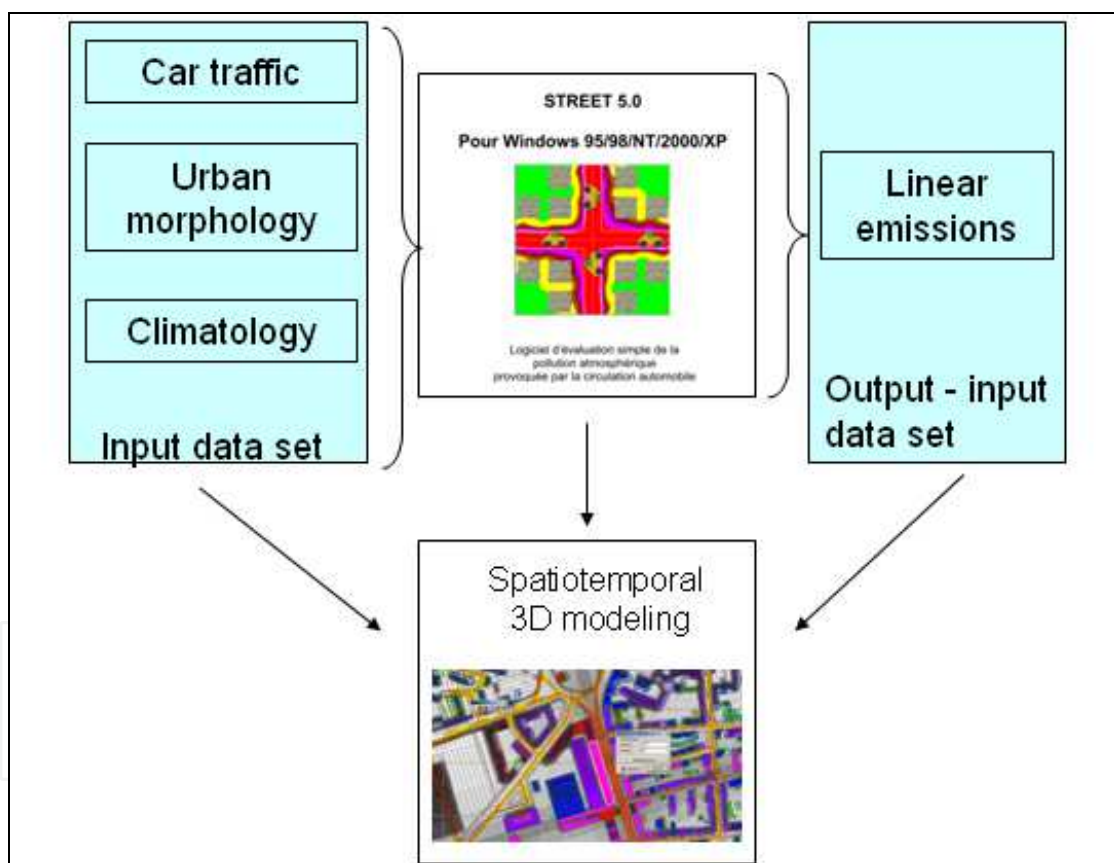 Car traffic
Urban
morphology
Climatology
Input data set
STREET 5.0
Pour Windows 95/98/NT/2000/XP
Logiciel d'évaluation simple de la
pollution atmosphérique
provoquée par la circulation automobile
Linear
emissions
Output - input
data set
Spatiotemporal
3D modeling